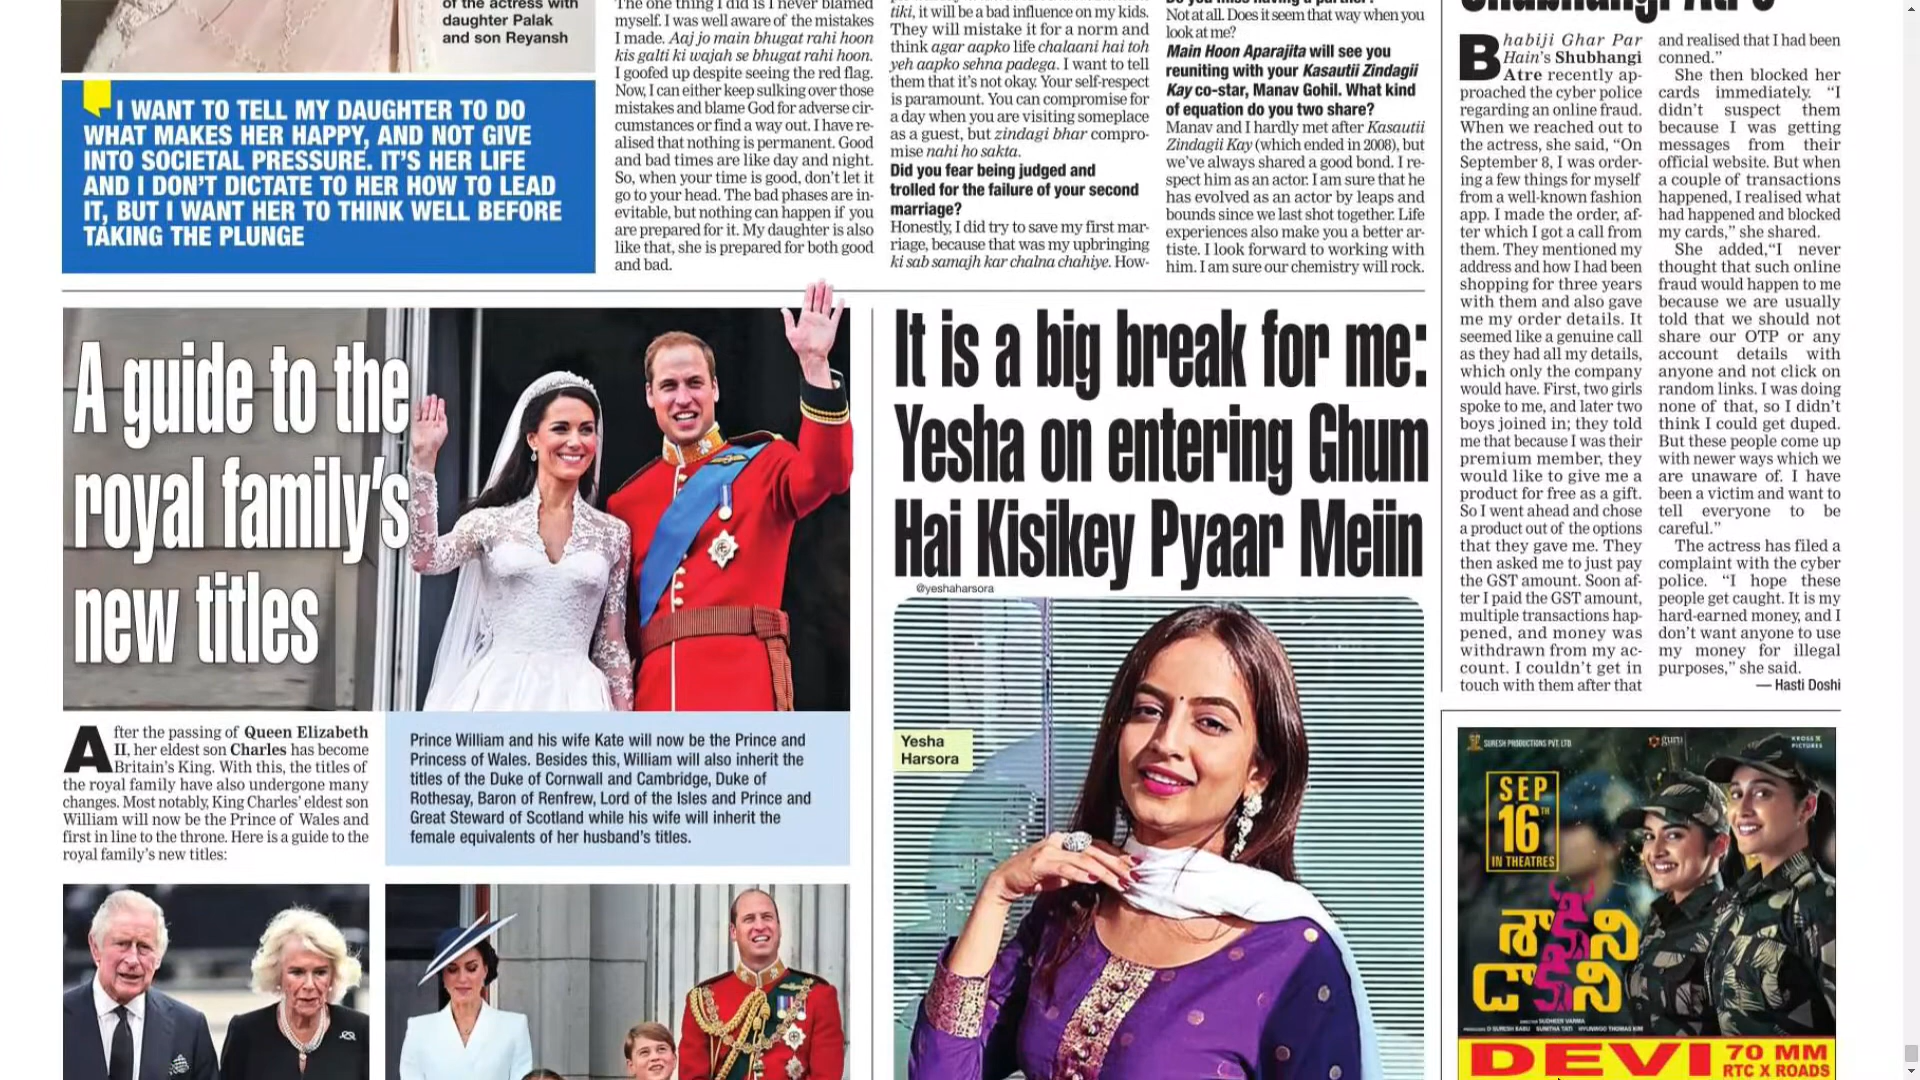 of the actress with
daughter Palak
and son Reyansh
I WANT TO TELL MY DAUGHTER TO DO
WHAT MAKES HER HAPPY, AND NOT GIVE
INTO SOCIETAL PRESSURE. IT'S HER LIFE
AND I DON'T DICTATE TO HER HOW TO LEAD
IT, BUT I WANT HER TO THINK WELL BEFORE
TAKING THE PLUNGE
The one thing I did is I never blamed
myself. I was well aware of the mistakes
I made. Aaj jo main bhugat rahi hoon
kis galti ki wajah se bhugat rahi hoon.
I goofed up despite seeing the red flag.
Now, I can either keep sulking over those
mistakes and blame God for adverse cir-
cumstances or find a way out. I have re-
alised that nothing is permanent. Good
and bad times are like day and night.
So, when your time is good, don't let it
go to your head. The bad phases are in-
evitable, but nothing can happen if you
are prepared for it. My daughter is also
like that, she is prepared for both good
and bad.
tiki, it will be a bad influence on my kids.
They will mistake it for a norm and
think agar aapko life chalaani hai toh
yeh aapko sehna padega. I want to tell
them that it's not okay. Your self-respect
is paramount. You can compromise for
a day when you are visiting someplace
as a guest, but zindagi bhar compro-
mise nahi ho sakta.
Did you fear being judged and
trolled for the failure of your second
marriage?
Honestly, I did try to save my first mar-
riage, because that was my upbringing
ki sab samajh kar chalna chahiye. How-
Not at all. Does it seem that way when you
look at me?
Main Hoon Aparajita will see you
reuniting with your Kasautii Zindagii
Kay co-star, Manav Gohil. What kind
of equation do you two share?
Manav and I hardly met after Kasautii
Zindagii Kay (which ended in 2008), but
we've always shared a good bond. I re-
spect him as an actor. I am sure that he
has evolved as an actor by leaps and
bounds since we last shot together. Life
experiences also make you a better ar-
tiste. I look forward to working with
him. I am sure our chemistry will rock.
Shubhangi Atre
Bhabiji Ghar Par
Hain's Shubhangi
Atre recently ap-
proached the cyber police
regarding an online fraud.
When we reached out to
the actress, she said, "On
September 8, I was order-
ing a few things for myself
from a well-known fashion
app. I made the order, af-
ter which I got a call from
them. They mentioned my
address and how I had been
shopping for three years
with them and also gave
me my order details. It
seemed like a genuine call
as they had all my details,
which only the company
would have. First, two girls
spoke to me, and later two
boys joined in; they told
me that because I was their
premium member, they
would like to give me a
product for free as a gift.
So I went ahead and chose
a product out of the options
that they gave me. They
then asked me to just pay
the GST amount. Soon af-
ter I paid the GST amount,
multiple transactions hap-
pened, and money was
withdrawn from my ac-
count. I couldn't get in
touch with them after that
and realised that I had been
conned."
She then blocked her
cards immediately. "I
didn't suspect them
because I was getting
messages from their
official website. But when
a couple of transactions
happened, I realised what
had happened and blocked
my cards," she shared.
She added,"I never
thought that such online
fraud would happen to me
because we are usually
told that we should not
share our OTP or any
account details with
anyone and not click on
random links. I was doing
none of that, so I didn't
think I could get duped.
But these people come up
with newer ways which we
are unaware of. I have
been a victim and want to
tell everyone to be
careful."
The actress has filed a
complaint with the cyber
police. "I hope these
people get caught. It is my
hard-earned money, and I
don't want anyone to use
my money for illegal
purposes," she said.
— Hasti Doshi
A guide to the
royal family's
new titles
After the passing of Queen Elizabeth
II, her eldest son Charles has become
Britain's King. With this, the titles of
the royal family have also undergone many
changes. Most notably, King Charles' eldest son
William will now be the Prince of Wales and
first in line to the throne. Here is a guide to the
royal family's new titles:
Prince William and his wife Kate will now be the Prince and
Princess of Wales. Besides this, William will also inherit the
titles of the Duke of Cornwall and Cambridge, Duke of
Rothesay, Baron of Renfrew, Lord of the Isles and Prince and
Great Steward of Scotland while his wife will inherit the
female equivalents of her husband's titles.
It is a big break for me:
Yesha on entering Ghum
Hai Kisikey Pyaar Meiin
@yeshaharsora
Yesha
Harsora
SURESH PRODUCTIONS PVT. LTD
guru
KROSS
PICTURES
SEP
16TH
IN THEATRES
శాకిని
డాకిని
DIRECTOR SUDHEER VARMA
PRODUCERS D SURESH BABU SUNITHA TATI HYUNWOO THOMAS KIM
DEVI 70 MM
RTC X ROADS